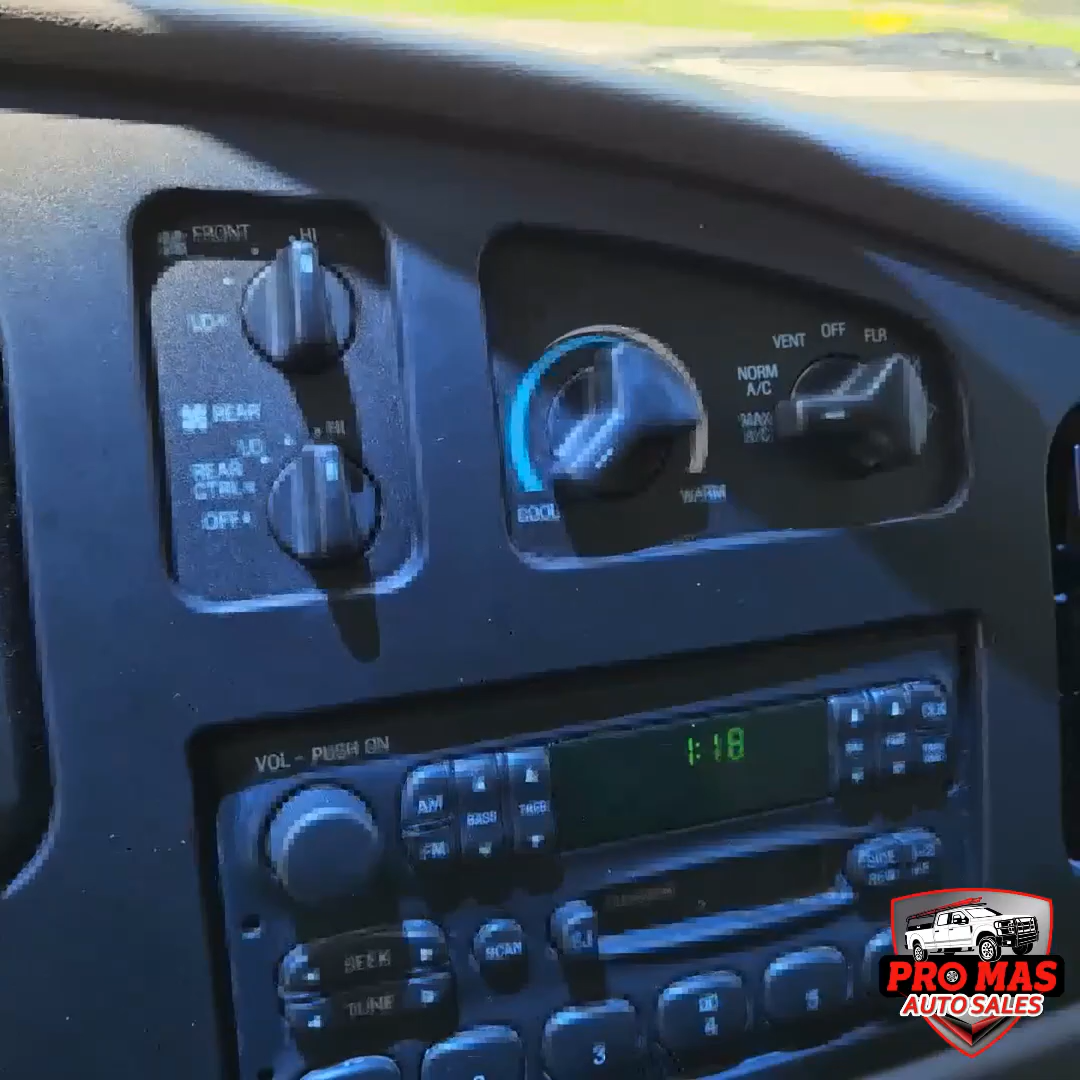 FRONT
HI
LO
REAR
HI
LO
REAR
CTRL
OFF
COOL
WARM
VENT
OFF
FLR
NORM
A/C
MAX
A/C
VOL - PUSH ON
AM
FM
BASS
TREB
1:18
SEEK
TUNE
SCAN
3
4
5
PRO MAS
AUTO SALES